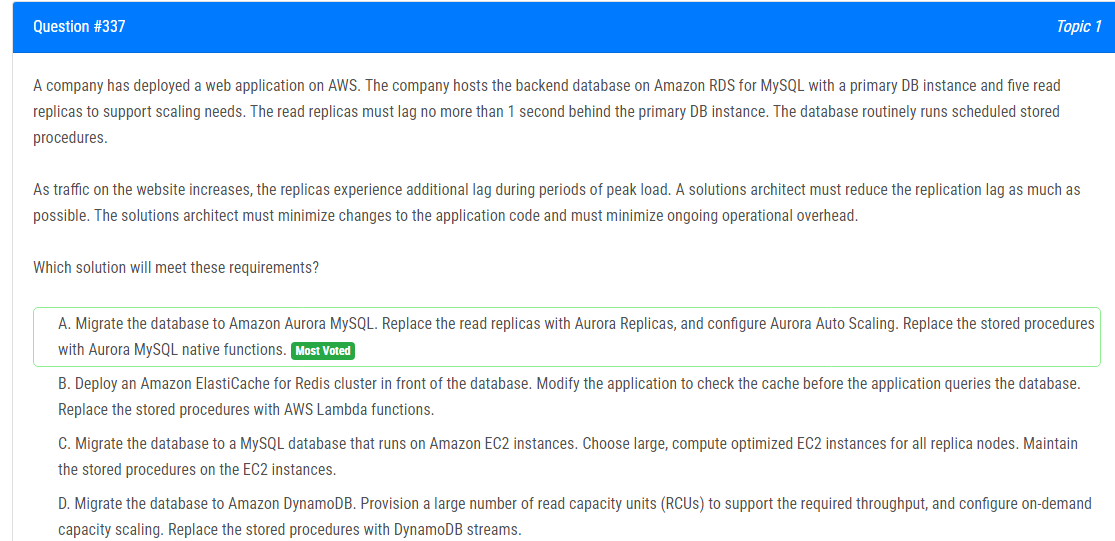 Question #337
Topic 1
A company has deployed a web application on AWS. The company hosts the backend database on Amazon RDS for MySQL with a primary DB instance and five read
replicas to support scaling needs. The read replicas must lag no more than 1 second behind the primary DB instance. The database routinely runs scheduled stored
procedures.
As traffic on the website increases, the replicas experience additional lag during periods of peak load. A solutions architect must reduce the replication lag as much as
possible. The solutions architect must minimize changes to the application code and must minimize ongoing operational overhead.
Which solution will meet these requirements?
A. Migrate the database to Amazon Aurora MySQL. Replace the read replicas with Aurora Replicas, and configure Aurora Auto Scaling. Replace the stored procedures
with Aurora MySQL native functions. Most Voted
B. Deploy an Amazon ElastiCache for Redis cluster in front of the database. Modify the application to check the cache before the application queries the database.
Replace the stored procedures with AWS Lambda functions.
C. Migrate the database to a MySQL database that runs on Amazon EC2 instances. Choose large, compute optimized EC2 instances for all replica nodes. Maintain
the stored procedures on the EC2 instances.
D. Migrate the database to Amazon DynamoDB. Provision a large number of read capacity units (RCUs) to support the required throughput, and configure on-demand
capacity scaling. Replace the stored procedures with DynamoDB streams.